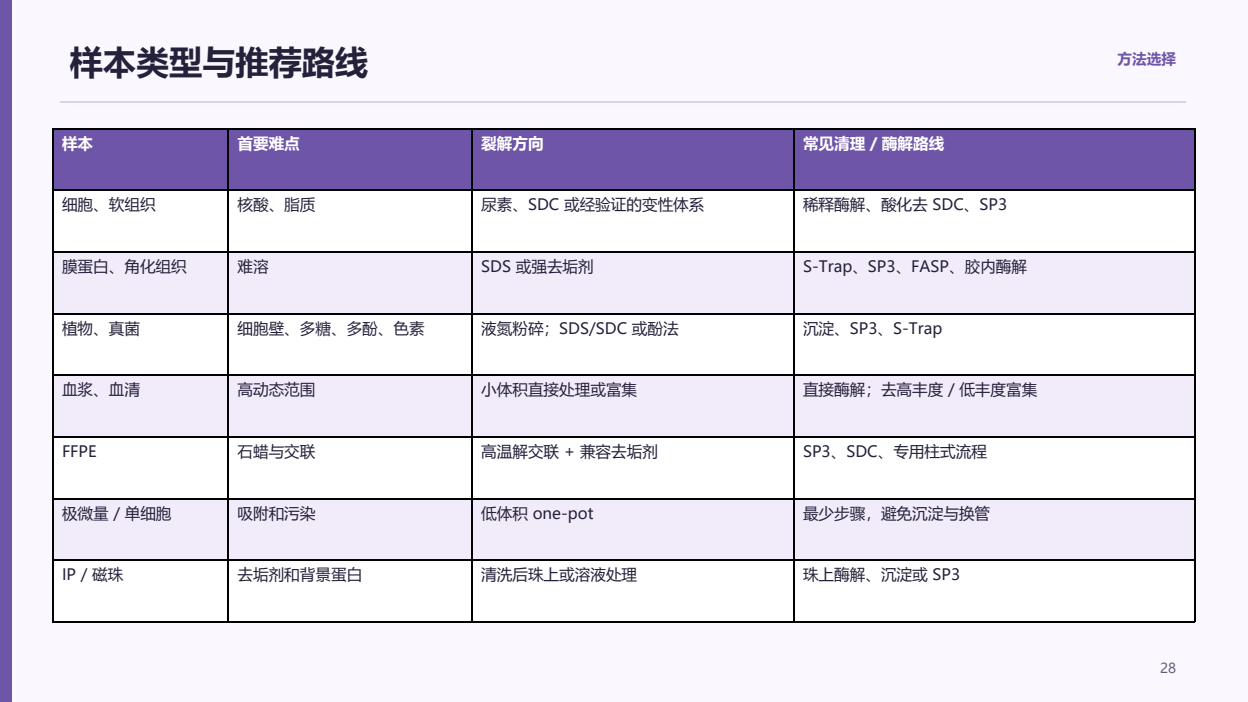 样本类型与推荐路线
方法选择
样本 首要难点 裂解方向 常见清理 / 酶解路线
细胞、软组织 核酸、脂质 尿素、SDC 或经验证的变性体系 稀释酶解、酸化去 SDC、SP3
膜蛋白、角化组织 难溶 SDS 或强去垢剂 S-Trap、SP3、FASP、胶内酶解
植物、真菌 细胞壁、多糖、多酚、色素 液氮粉碎；SDS/SDC 或酚法 沉淀、SP3、S-Trap
血浆、血清 高动态范围 小体积直接处理或富集 直接酶解；去高丰度 / 低丰度富集
FFPE 石蜡与交联 高温解交联 + 兼容去垢剂 SP3、SDC、专用柱式流程
极微量 / 单细胞 吸附和污染 低体积 one-pot 最少步骤，避免沉淀与换管
IP / 磁珠 去垢剂和背景蛋白 清洗后珠上或溶液处理 珠上酶解、沉淀或 SP3
28